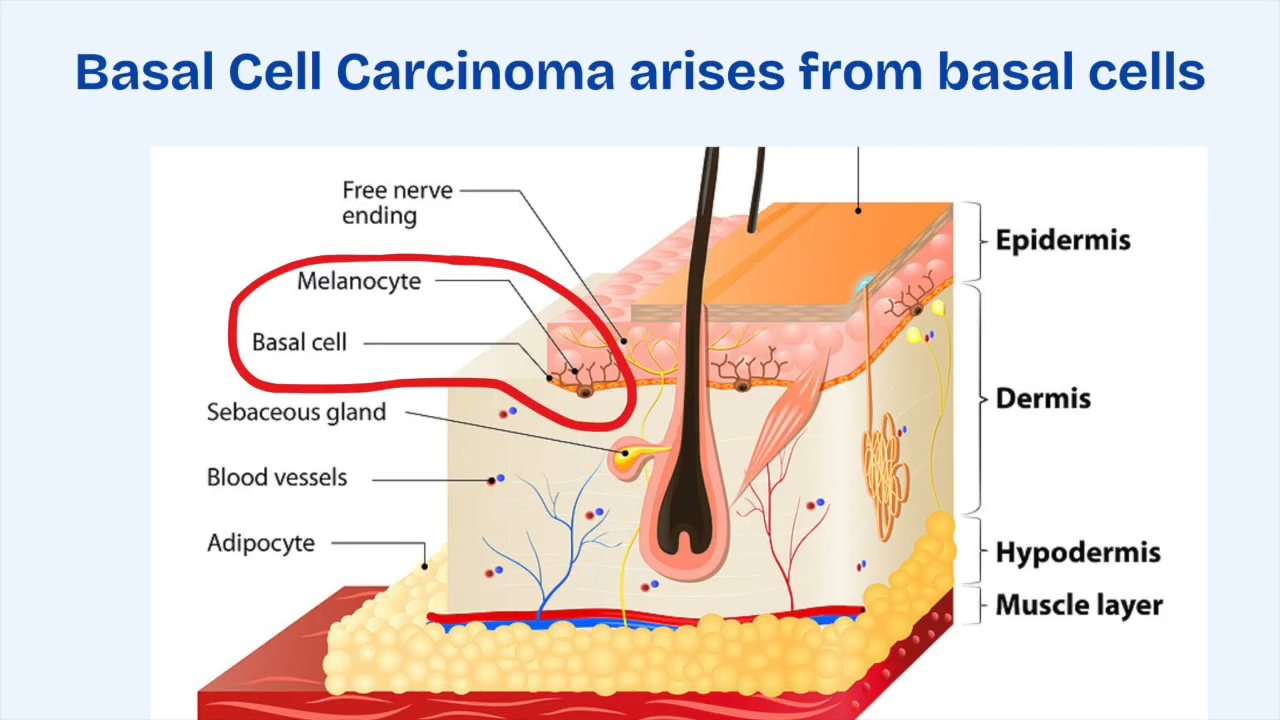 Basal Cell Carcinoma arises from basal cells
Free nerve
ending
Melanocyte
Basal cell
Sebaceous gland
Blood vessels
Adipocyte
Epidermis
Dermis
Hypodermis
Muscle layer